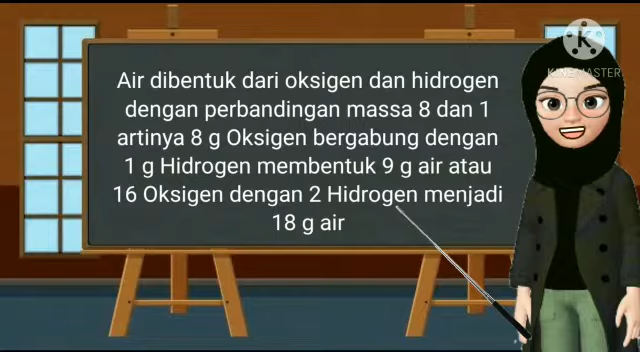 Air dibentuk dari oksigen dan hidrogen
dengan perbandingan massa 8 dan 1
artinya 8 g Oksigen bergabung dengan
1 g Hidrogen membentuk 9 g air atau
16 Oksigen dengan 2 Hidrogen menjadi
18 g air
K
KINEMASTER